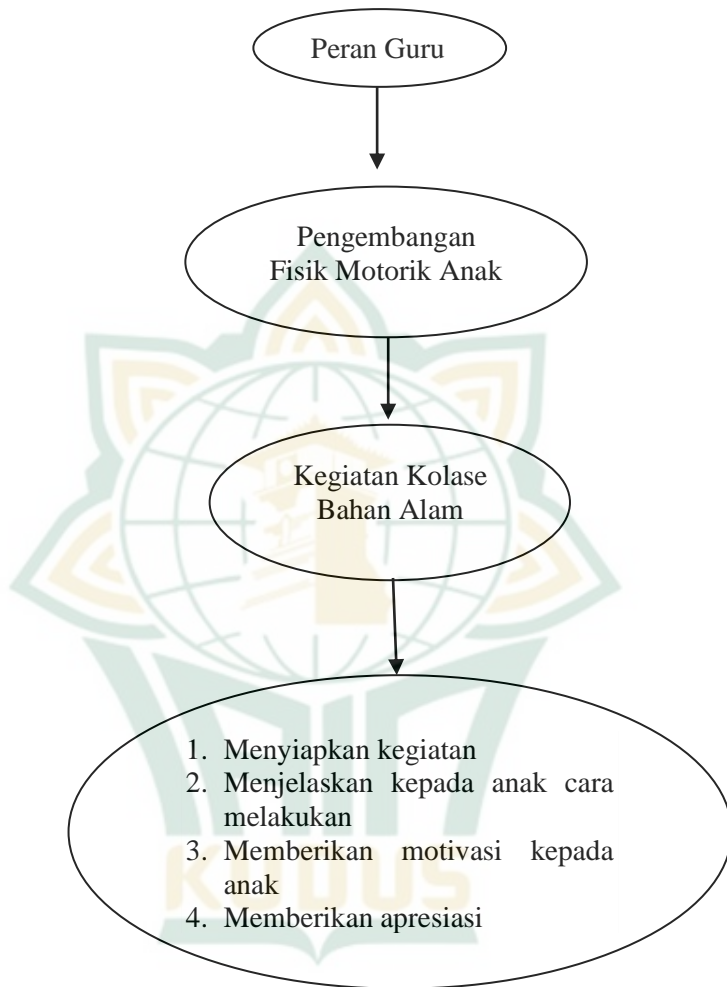 Peran Guru
Pengembangan
Fisik Motorik Anak
Kegiatan Kolase
Bahan Alam
1. Menyiapkan kegiatan
2. Menjelaskan kepada anak cara
melakukan
3. Memberikan motivasi kepada
anak
KUDUS
4. Memberikan apresiasi